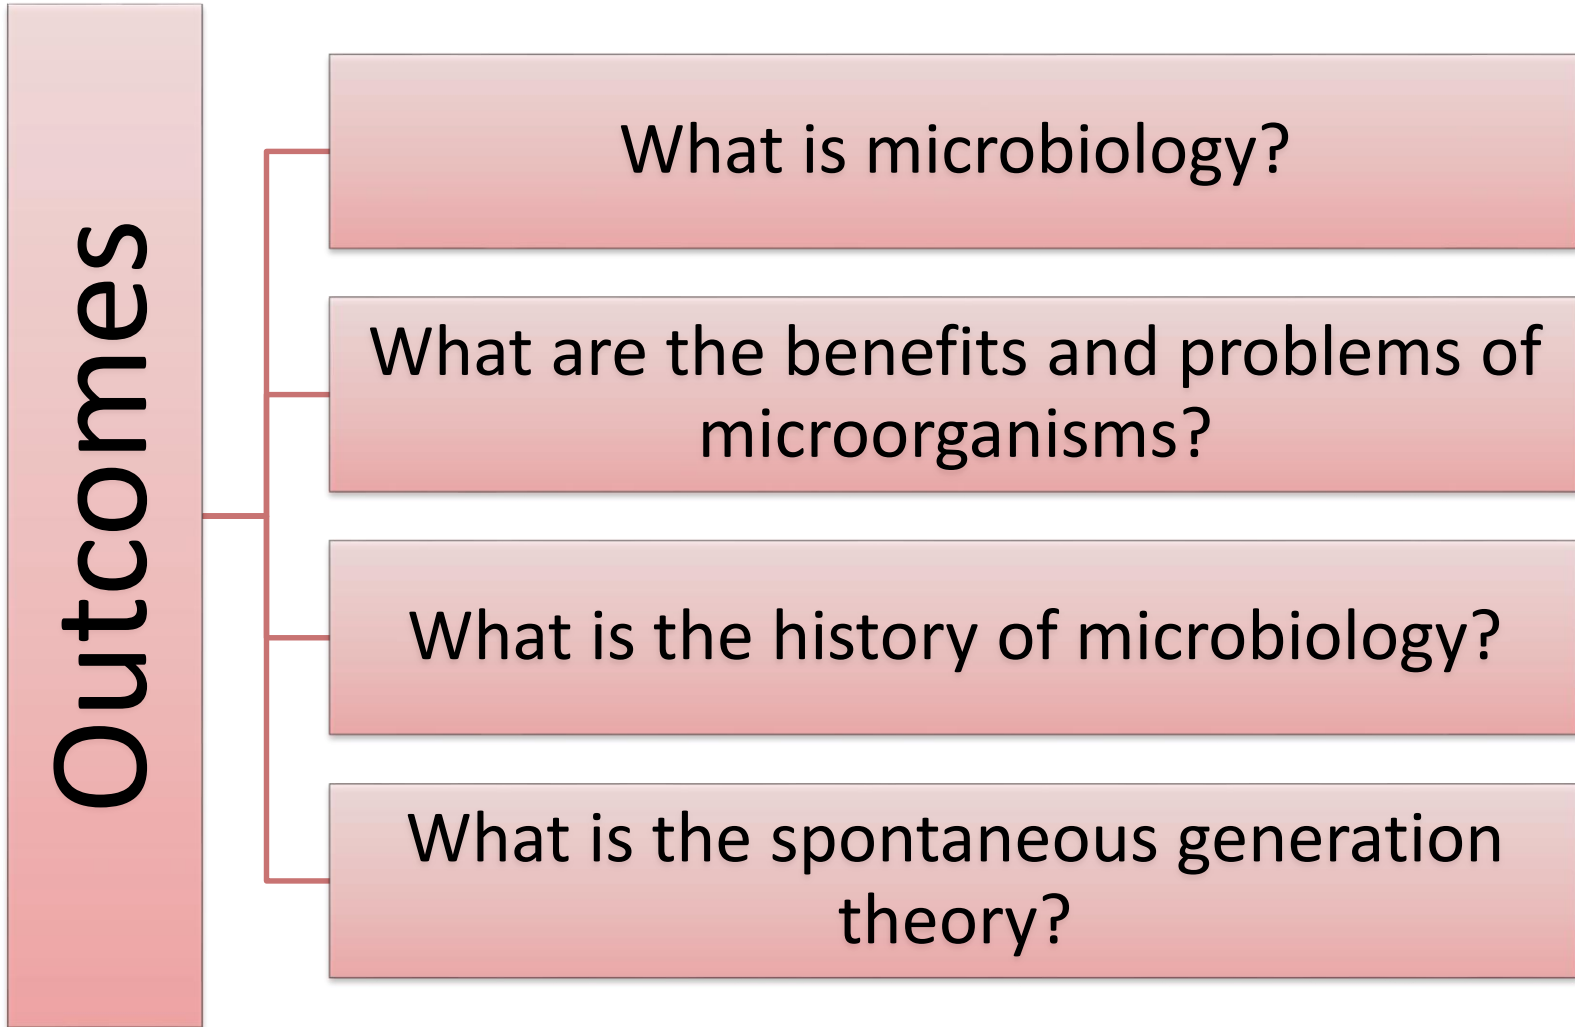 Outcomes
What is microbiology?
What are the benefits and problems of
microorganisms?
What is the history of microbiology?
What is the spontaneous generation
theory?